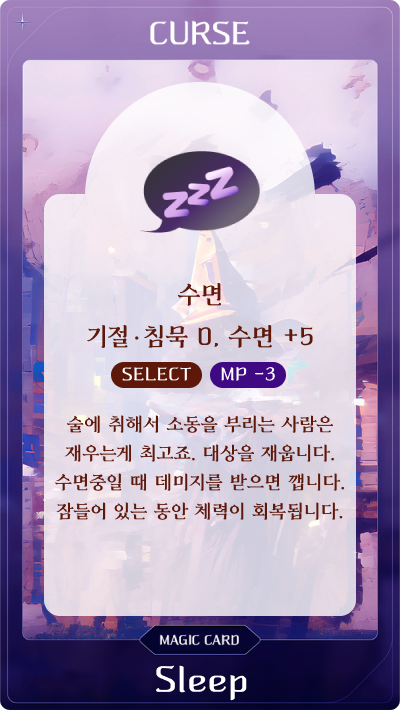 CURSE
zzZ
수면
기절·침묵 0, 수면 +5
SELECT MP -3
술에 취해서 소동을 부리는 사람은
재우는게 최고죠. 대상을 재웁니다.
수면중일 때 데미지를 받으면 깹니다.
잠들어 있는 동안 체력이 회복됩니다.
MAGIC CARD
Sleep